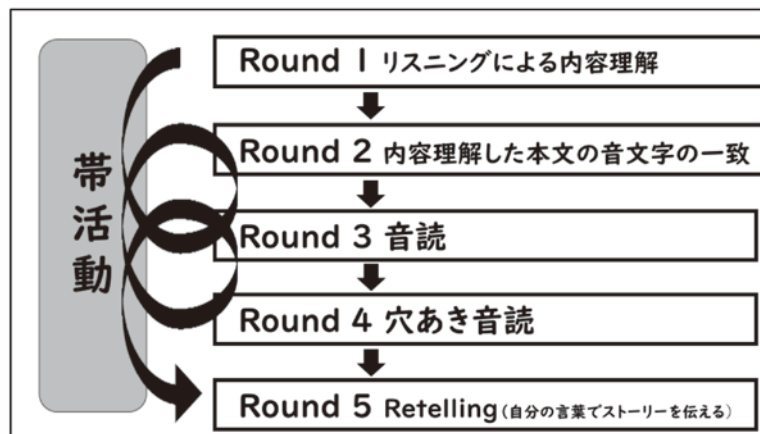 帯活動
Round 1 リスニングによる内容理解
Round 2 内容理解した本文の音文字の一致
Round 3 音読
Round 4 穴あき音読
Round 5 Retelling(自分の言葉でストーリーを伝える)